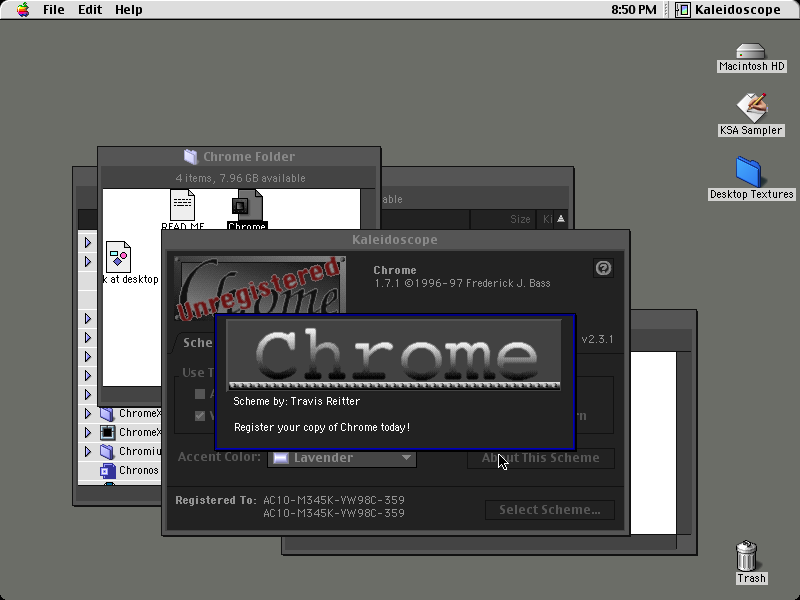 File Edit Help
8:50 PM
Kaleidoscope
Macintosh HD
KSA Sampler
Desktop Textures
Trash
Chrome Folder
4 items, 7.96 GB available
READ ME
Chrome
k at desktop
able
Size
Ki
ChromeX
ChromeX
Chromiu
Chronos
Kaleidoscope
Chrome
Unregistered
Chrome
1.7.1 ©1996-97 Frederick J. Bass
Sche
v2.3.1
Use T
Chrome
Scheme by: Travis Reitter
Register your copy of Chrome today!
Accent Color:
Lavender
About This Scheme
Registered To: AC10-M345K-VW98C-359
AC10-M345K-VW98C-359
Select Scheme...